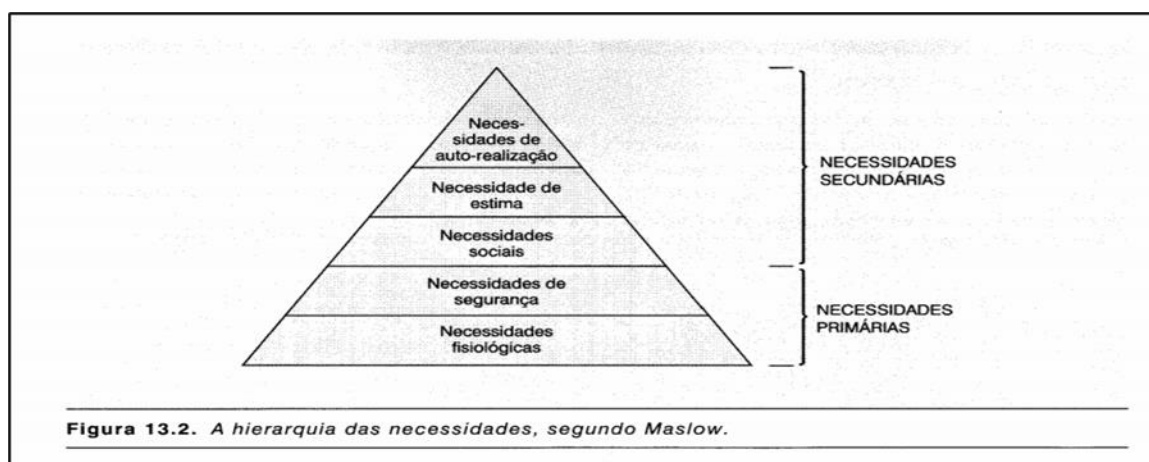 Neces-
sidades de
auto-realização
Necessidade de
estima
Necessidades
sociais
Necessidades de
segurança
Necessidades
fisiológicas
NECESSIDADES
SECUNDÁRIAS
NECESSIDADES
PRIMÁRIAS
Figura 13.2. A hierarquia das necessidades, segundo Maslow.